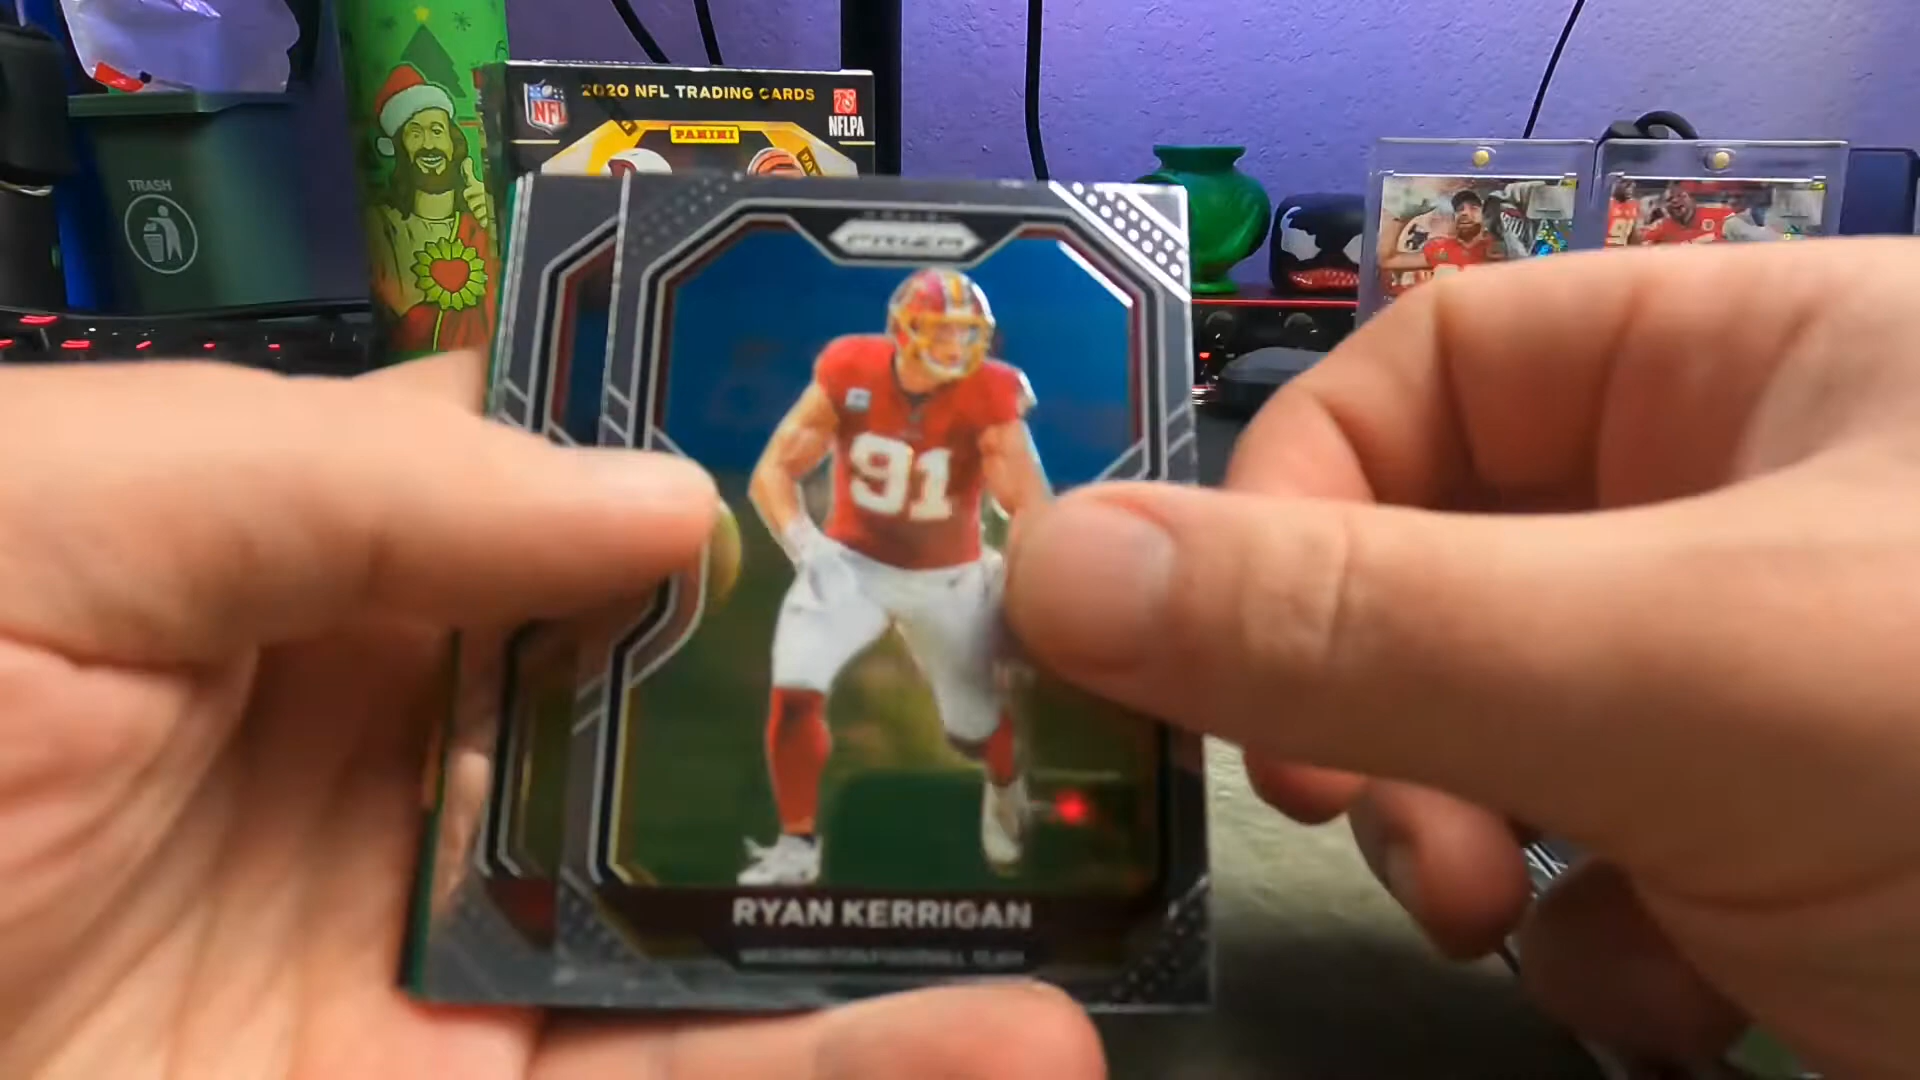 2020 NFL TRADING CARDS
NFL
NFLPA
PANINI
TRASH
PRIZM
91
RYAN KERRIGAN
WASHINGTON FOOTBALL TEAM